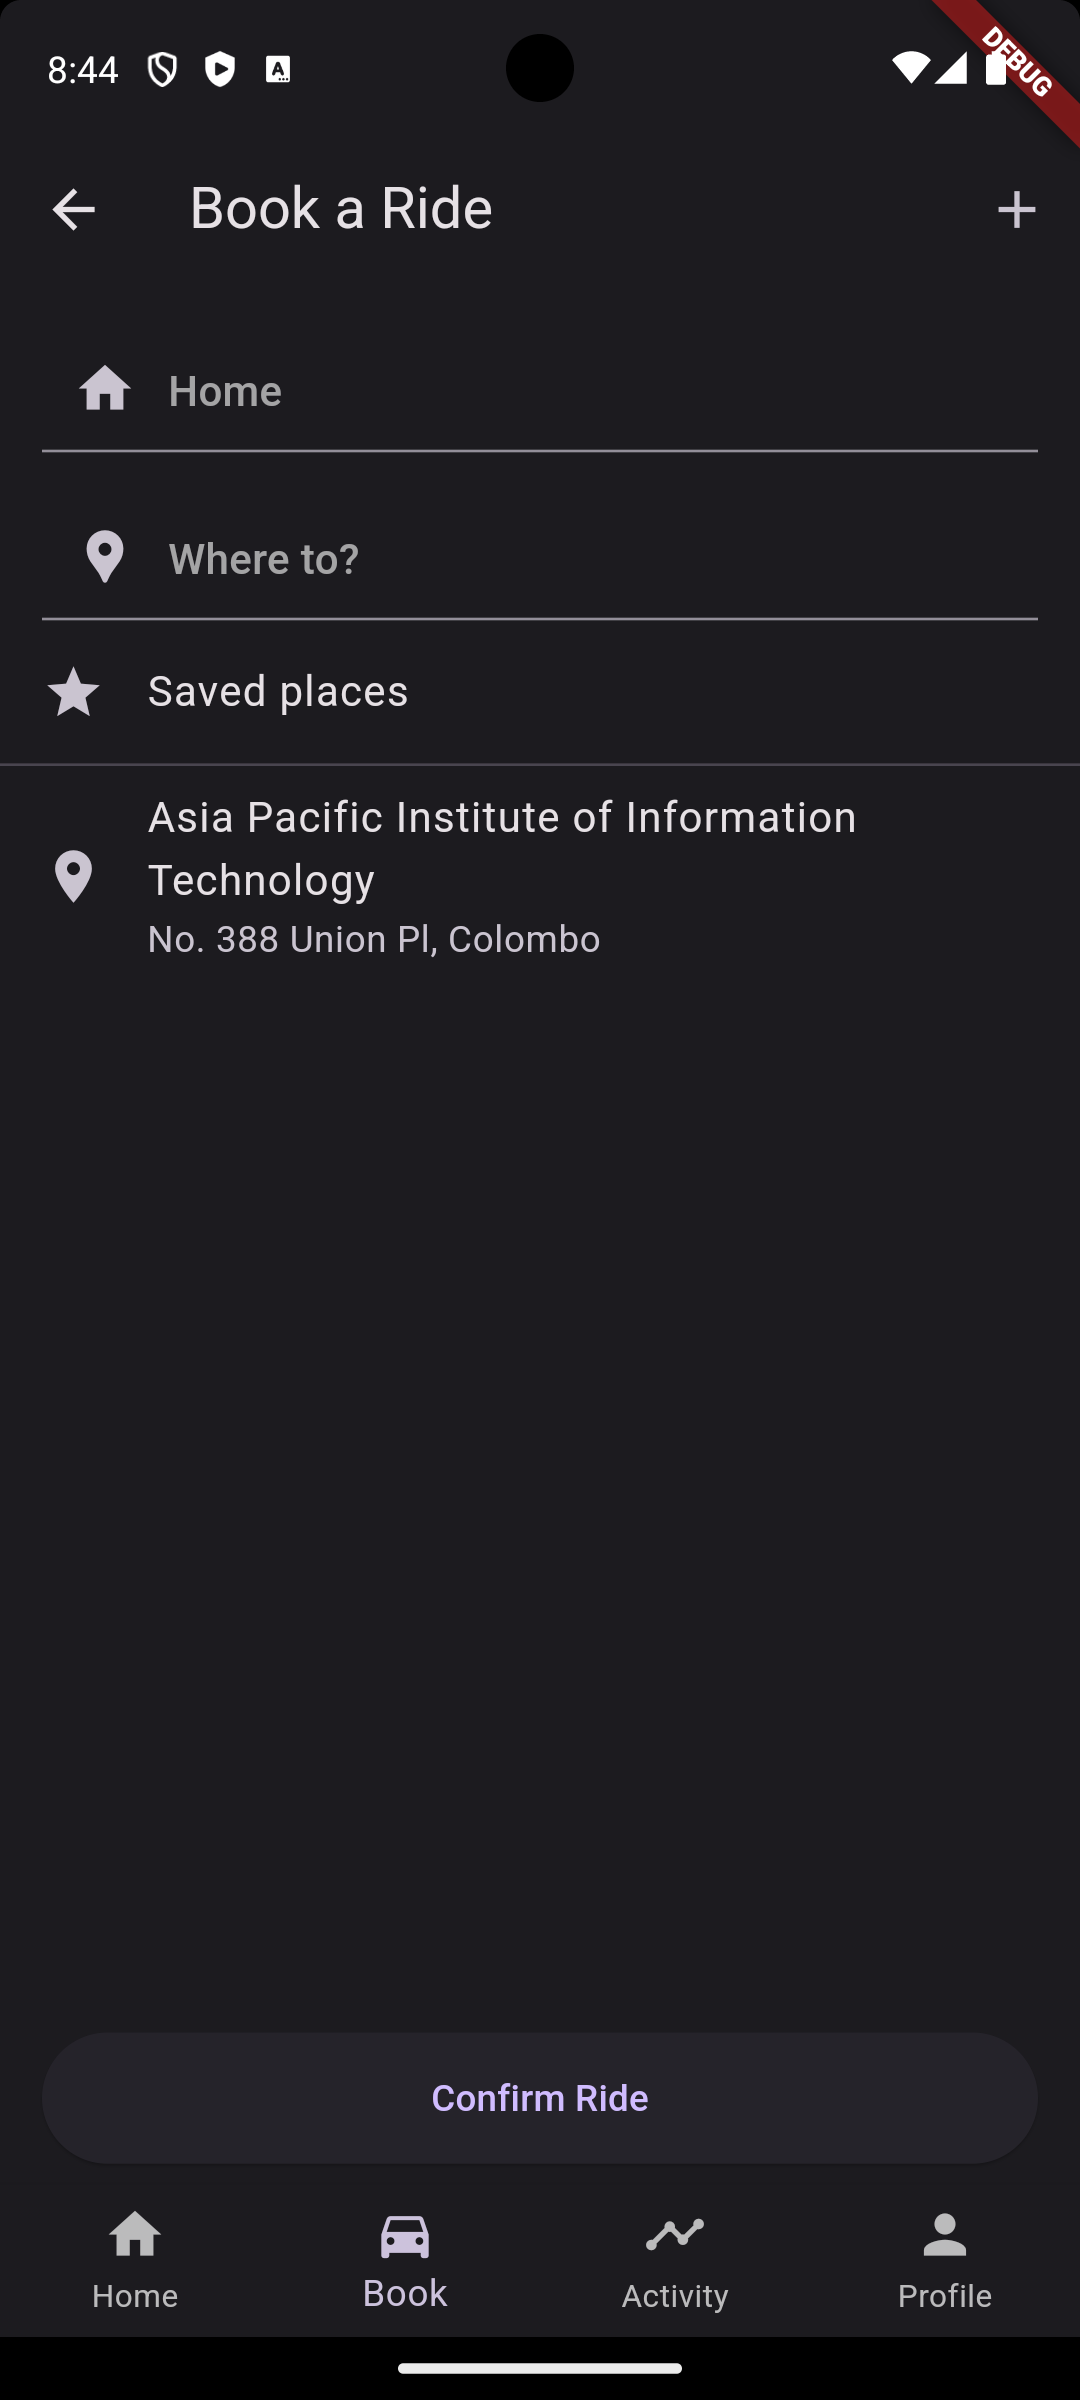 8:44
DEBUG
Book a Ride
Home
Where to?
Saved places
Asia Pacific Institute of Information
Technology
No. 388 Union Pl, Colombo
Confirm Ride
Home
Book
Activity
Profile